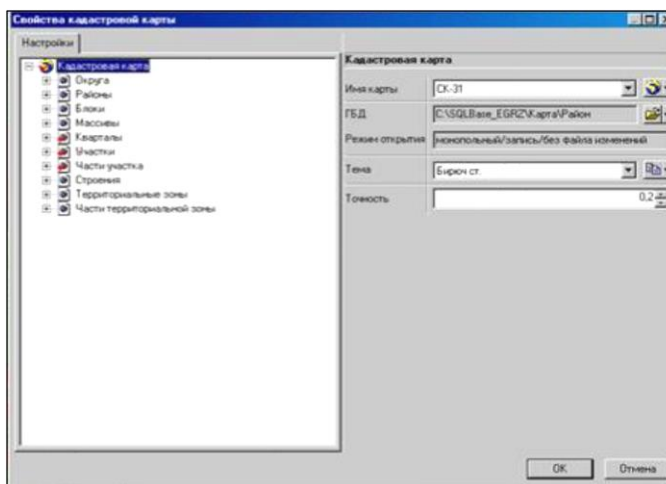 Свойства кадастровой карты
Настройки
Кадастровая карта
Округа
Районы
Блоки
Массивы
Кварталы
Участки
Части участка
Строения
Территориальные зоны
Части территориальной зоны
Кадастровая карта
Имя карты СК-31
ГБД C:\SQLBase_EGRZ\Карта\Район
Режим открытия монопольный/запись/без файла изменений
Тема Бирюч ст.
Точность 0,2
OK Отмена